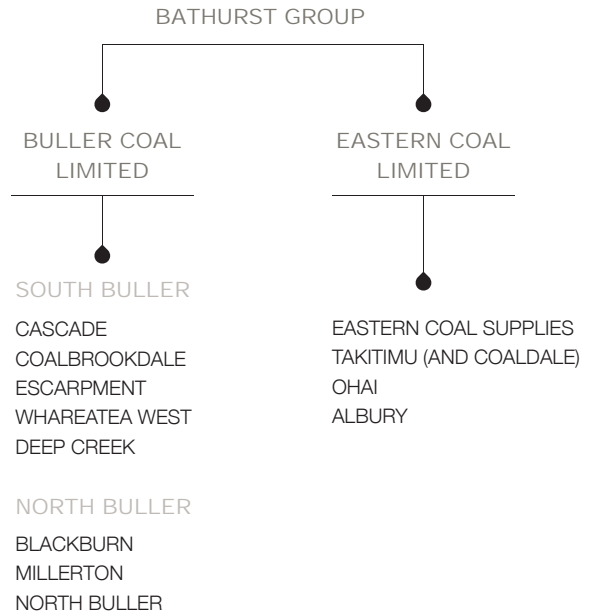 BATHURST GROUP
BULLER COAL
LIMITED
SOUTH BULLER
CASCADE
COALBROOKDALE
ESCARPMENT
WHAREATEA WEST
DEEP CREEK
NORTH BULLER
BLACKBURN
MILLERTON
NORTH BULLER
EASTERN COAL
LIMITED
EASTERN COAL SUPPLIES
TAKITIMU (AND COALDALE)
OHAI
ALBURY